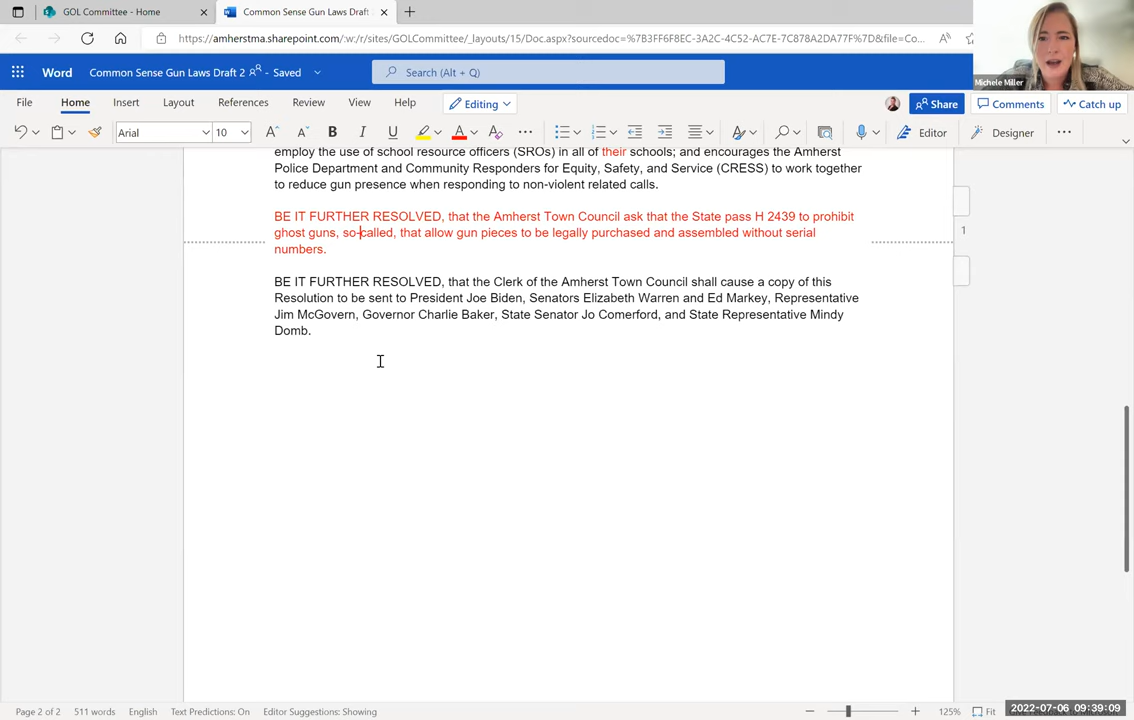 GOL Committee - Home
Common Sense Gun Laws Draft
https://amherstma.sharepoint.com/:w:/r/sites/GOLCommittee/_layouts/15/Doc.aspx?sourcedoc=%7B3FF6F8EC-3A2C-4C52-AC7E-7C878A2DA77F%7D&file=Co...
Michele Miller
Word Common Sense Gun Laws Draft 2 - Saved Search (Alt + Q)
File Home Insert Layout References Review View Help Editing Share Comments Catch up
Arial 10 Editor Designer
employ the use of school resource officers (SROs) in all of their schools; and encourages the Amherst
Police Department and Community Responders for Equity, Safety, and Service (CRESS) to work together
to reduce gun presence when responding to non-violent related calls.
BE IT FURTHER RESOLVED, that the Amherst Town Council ask that the State pass H 2439 to prohibit
ghost guns, so-called, that allow gun pieces to be legally purchased and assembled without serial
numbers.
1
BE IT FURTHER RESOLVED, that the Clerk of the Amherst Town Council shall cause a copy of this
Resolution to be sent to President Joe Biden, Senators Elizabeth Warren and Ed Markey, Representative
Jim McGovern, Governor Charlie Baker, State Senator Jo Comerford, and State Representative Mindy
Domb.
Page 2 of 2 511 words English Text Predictions: On Editor Suggestions: Showing 125% Fit
2022-07-06 09:39:09